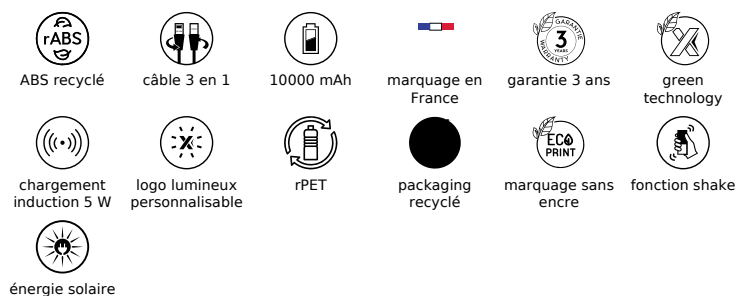 rABS
ABS recyclé
câble 3 en 1
10000 mAh
marquage en
France
GARANTIE
3
YEARS
WARRANTY
garantie 3 ans
X
green
technology
chargement
induction 5 W
X
logo lumineux
personnalisable
rPET
packaging
recyclé
ECO
PRINT
marquage sans
encre
fonction shake
énergie solaire